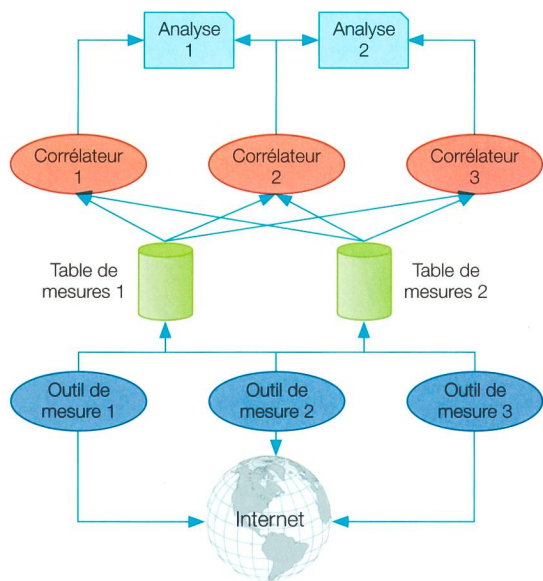 Analyse
1
Analyse
2
Corrélateur
1
Corrélateur
2
Corrélateur
3
Table de
mesures 1
Table de
mesures 2
Outil de
mesure 1
Outil de
mesure 2
Outil de
mesure 3
Internet